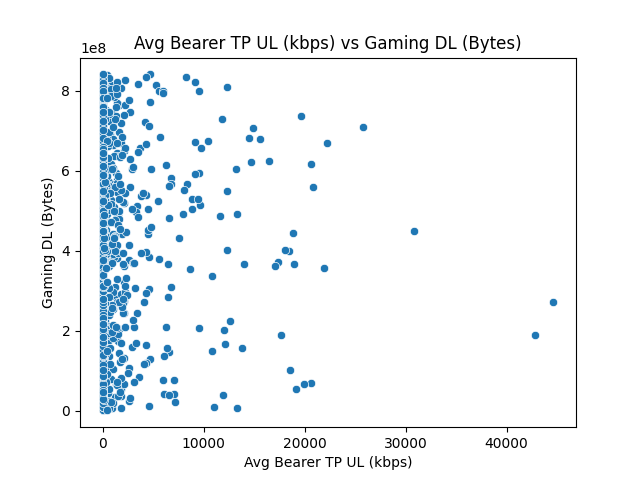 Avg Bearer TP UL (kbps) vs Gaming DL (Bytes)
1e8
8
6
4
2
0
Gaming DL (Bytes)
0 10000 20000 30000 40000
Avg Bearer TP UL (kbps)